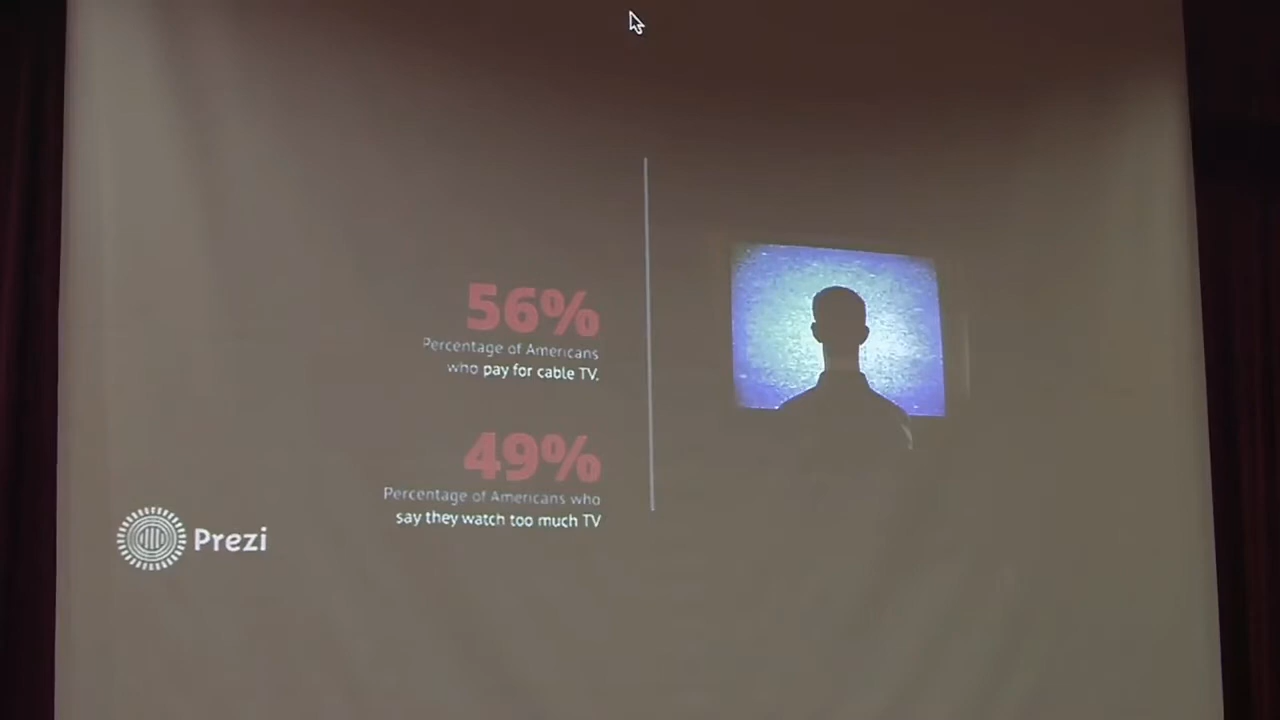 56%
Percentage of Americans
who pay for cable TV.
49%
Percentage of Americans who
say they watch too much TV
Prezi